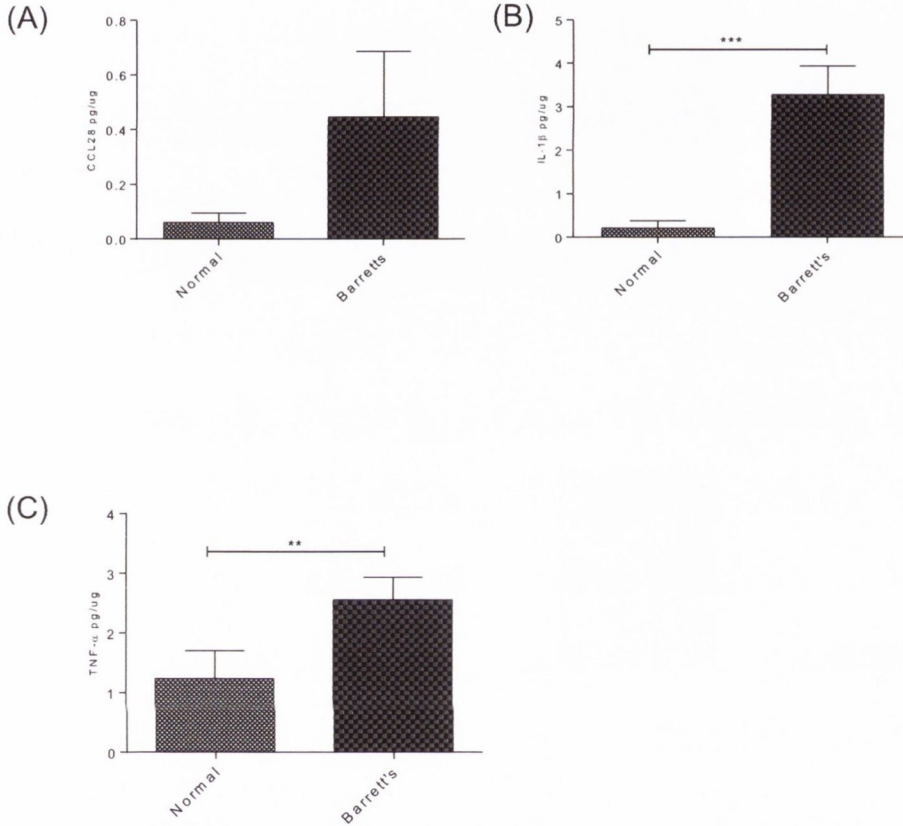 (A)
0.8
0.6
0.4
0.2
0.0
CCL28 pg/ug
Normal
Barretts
(B)
5
4
3
2
1
0
IL-1β pg/ug
***
Normal
Barrett's
(C)
4
3
2
1
0
TNF-α pg/ug
**
Normal
Barrett's